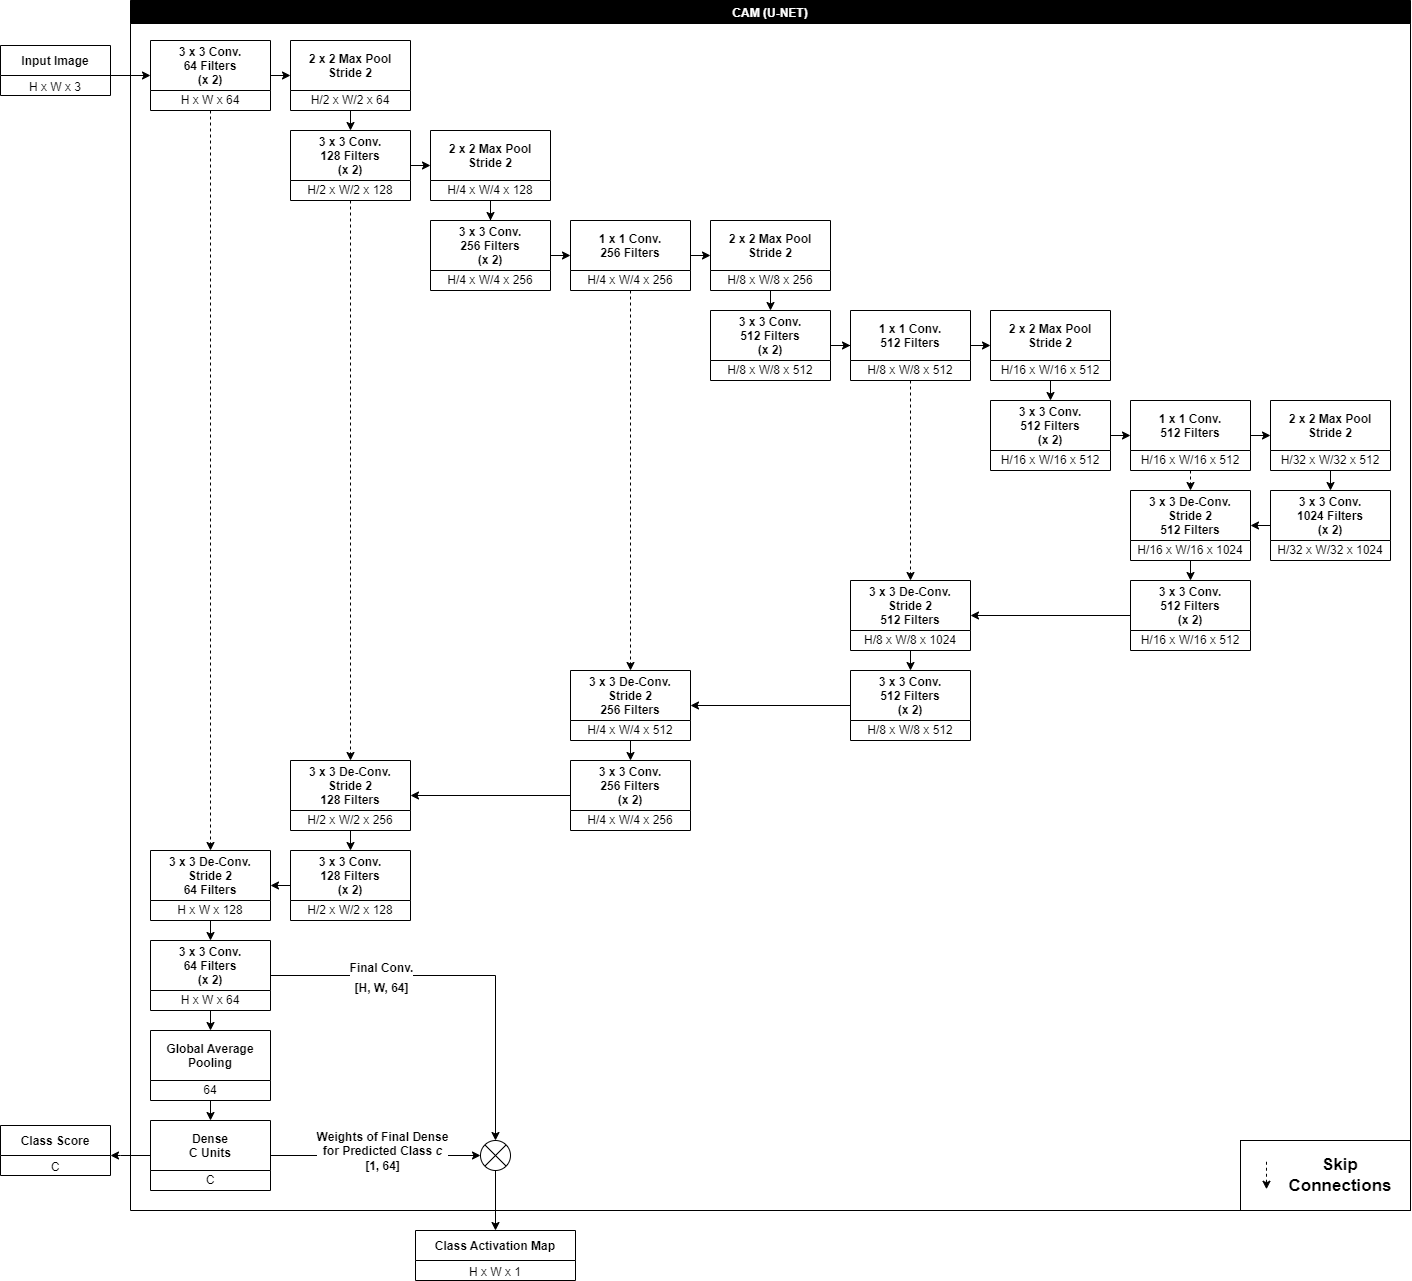 CAM (U-NET)
Input Image
H x W x 3
3 x 3 Conv.
64 Filters
(x 2)
H x W x 64
2 x 2 Max Pool
Stride 2
H/2 x W/2 x 64
3 x 3 Conv.
128 Filters
(x 2)
H/2 x W/2 x 128
2 x 2 Max Pool
Stride 2
H/4 x W/4 x 128
3 x 3 Conv.
256 Filters
(x 2)
H/4 x W/4 x 256
1 x 1 Conv.
256 Filters
H/4 x W/4 x 256
2 x 2 Max Pool
Stride 2
H/8 x W/8 x 256
3 x 3 Conv.
512 Filters
(x 2)
H/8 x W/8 x 512
1 x 1 Conv.
512 Filters
H/8 x W/8 x 512
2 x 2 Max Pool
Stride 2
H/16 x W/16 x 512
3 x 3 Conv.
512 Filters
(x 2)
H/16 x W/16 x 512
1 x 1 Conv.
512 Filters
H/16 x W/16 x 512
2 x 2 Max Pool
Stride 2
H/32 x W/32 x 512
3 x 3 De-Conv.
Stride 2
512 Filters
H/16 x W/16 x 1024
3 x 3 Conv.
1024 Filters
(x 2)
H/32 x W/32 x 1024
3 x 3 De-Conv.
Stride 2
512 Filters
H/8 x W/8 x 1024
3 x 3 Conv.
512 Filters
(x 2)
H/16 x W/16 x 512
3 x 3 De-Conv.
Stride 2
256 Filters
H/4 x W/4 x 512
3 x 3 Conv.
512 Filters
(x 2)
H/8 x W/8 x 512
3 x 3 De-Conv.
Stride 2
128 Filters
H/2 x W/2 x 256
3 x 3 Conv.
256 Filters
(x 2)
H/4 x W/4 x 256
3 x 3 De-Conv.
Stride 2
64 Filters
H x W x 128
3 x 3 Conv.
128 Filters
(x 2)
H/2 x W/2 x 128
3 x 3 Conv.
64 Filters
(x 2)
H x W x 64
Final Conv.
[H, W, 64]
Global Average
Pooling
64
Class Score
C
Dense
C Units
C
Weights of Final Dense
for Predicted Class c
[1, 64]
Skip
Connections
Class Activation Map
H x W x 1